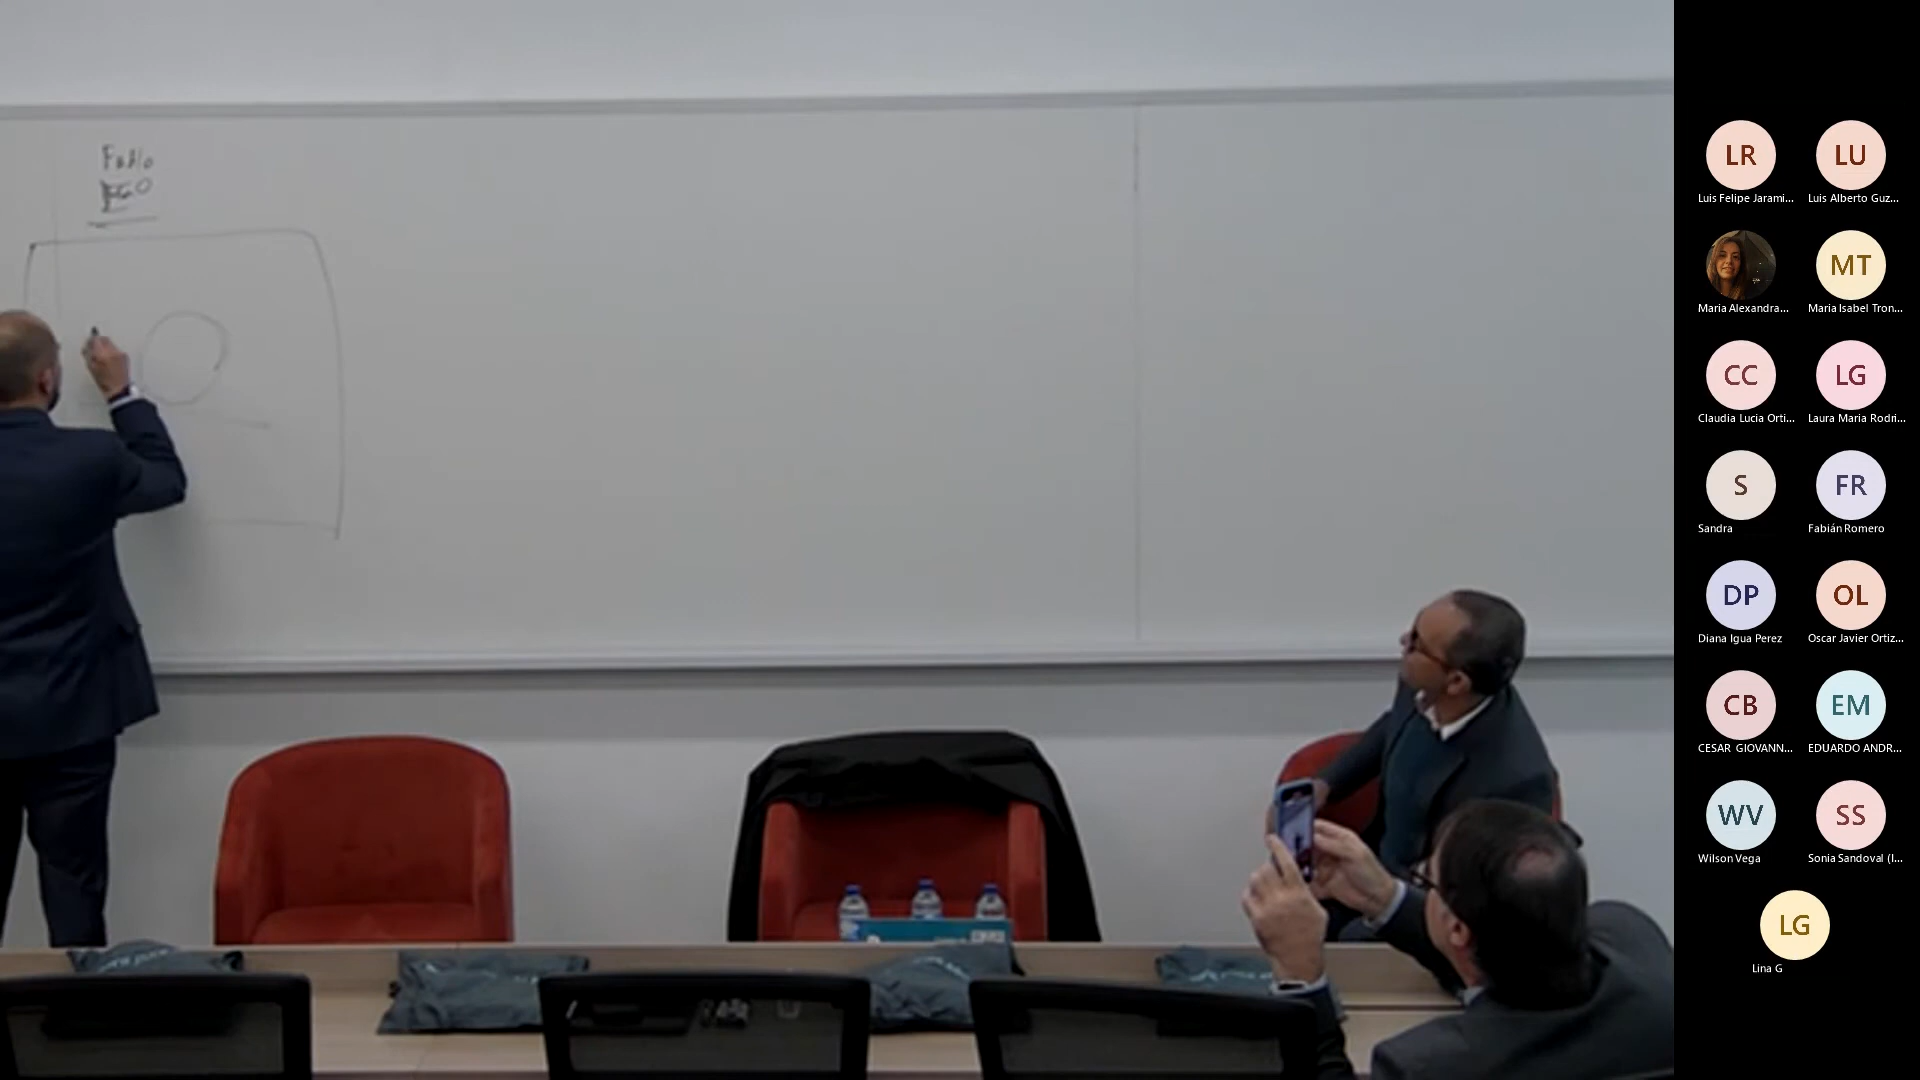 LR
LU
Luis Felipe Jarami...
Luis Alberto Guz...
MT
Maria Alexandra...
Maria Isabel Tron...
CC
LG
Claudia Lucia Orti...
Laura Maria Rodri...
S
FR
Sandra
Fabián Romero
DP
OL
Diana Igua Perez
Oscar Javier Ortiz...
CB
EM
CESAR GIOVANN...
EDUARDO ANDR...
WV
SS
Wilson Vega
Sonia Sandoval (I...
LG
Lina G